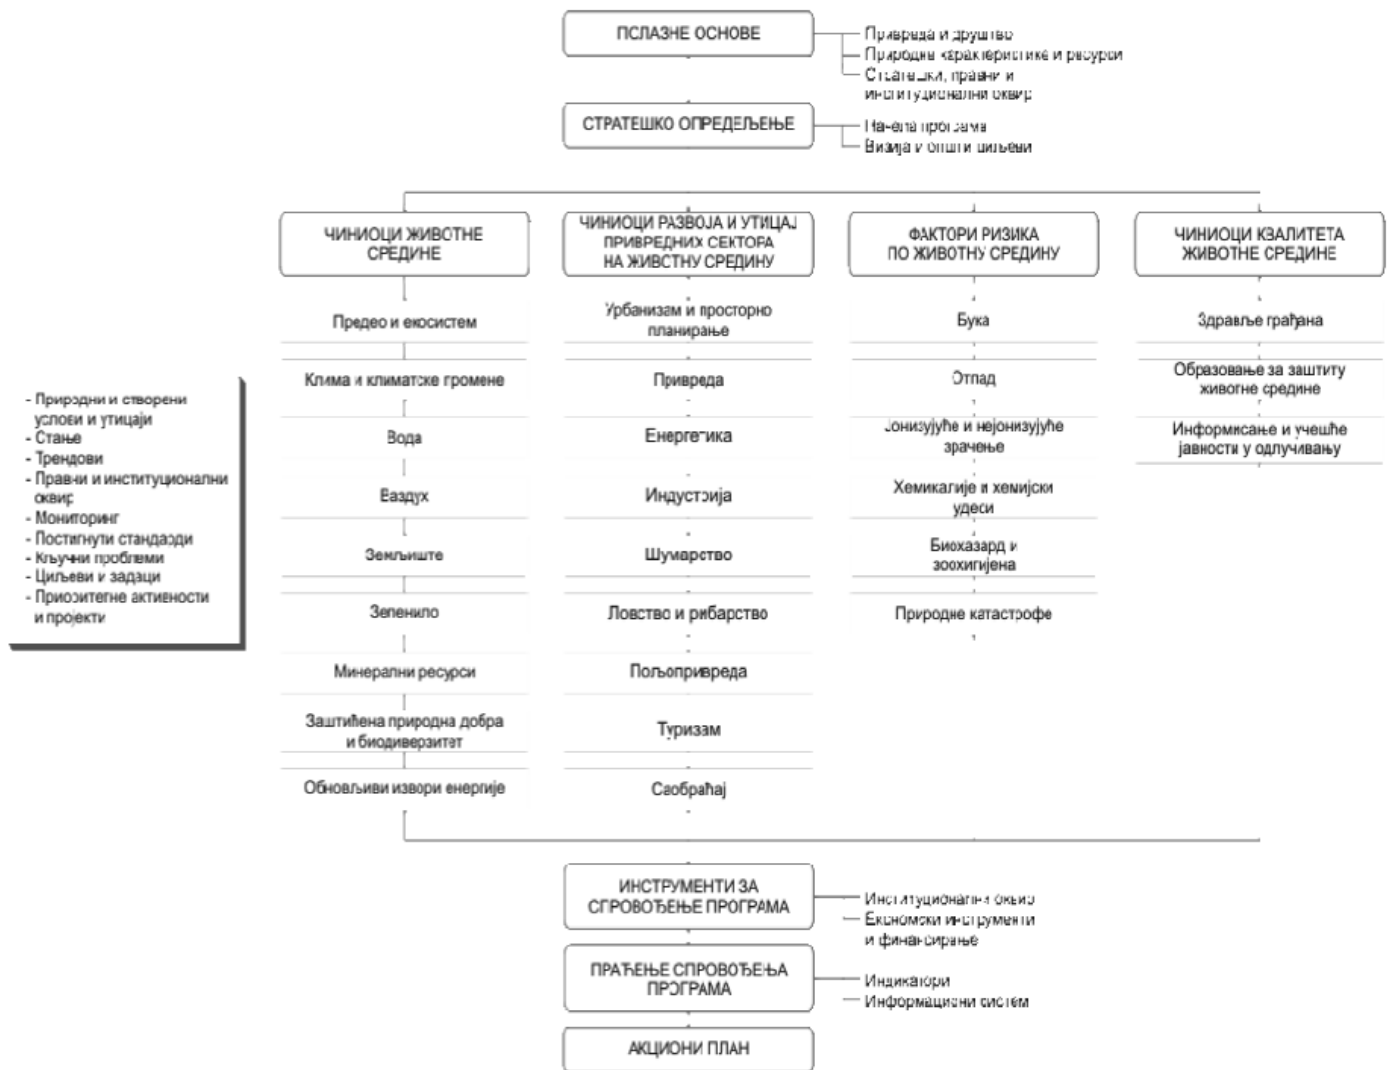 ПОЛАЗНЕ ОСНОВЕ
Привреда и друштво
Природне карактеристике и ресурси
Стратешки, правни и
институционални оквир
СТРАТЕШКО ОПРЕДЕЉЕЊЕ
Начела програма
Визија и општи циљеви
ЧИНИОЦИ ЖИВОТНЕ
СРЕДИНЕ
Предео и екосистем
Клима и климатске промене
Вода
Ваздух
Земљиште
Зеленило
Минерални ресурси
Заштићена природна добра
и биодиверзитет
Обновљиви извори енергије
ЧИНИОЦИ РАЗВОЈА И УТИЦАЈ
ПРИВРЕДНИХ СЕКТОРА
НА ЖИВОТНУ СРЕДИНУ
Урбанизам и просторно
планирање
Привреда
Енергетика
Индустрија
Шумарство
Ловство и рибарство
Пољопривреда
Туризам
Саобраћај
ФАКТОРИ РИЗИКА
ПО ЖИВОТНУ СРЕДИНУ
Бука
Отпад
Јонизујуће и нејонизујуће
зрачење
Хемикалије и хемијски
удеси
Биохазард и
зоохигијена
Природне катастрофе
ЧИНИОЦИ КВАЛИТЕТА
ЖИВОТНЕ СРЕДИНЕ
Здравље грађана
Образовање за заштиту
животне средине
Информисање и учешће
јавности у одлучивању
- Природни и створени
услови и утицаји
- Стање
- Трендови
- Правни и институционални
оквир
- Мониторинг
- Постигнути стандарди
- Кључни проблеми
- Циљеви и задаци
- Приоритетне активности
и пројекти
ИНСТРУМЕНТИ ЗА
СПРОВОЂЕЊЕ ПРОГРАМА
Институционални оквир
Економски инструменти
и финансирање
ПРАЋЕЊЕ СПРОВОЂЕЊА
ПРОГРАМА
Индикатори
Информациони систем
АКЦИОНИ ПЛАН